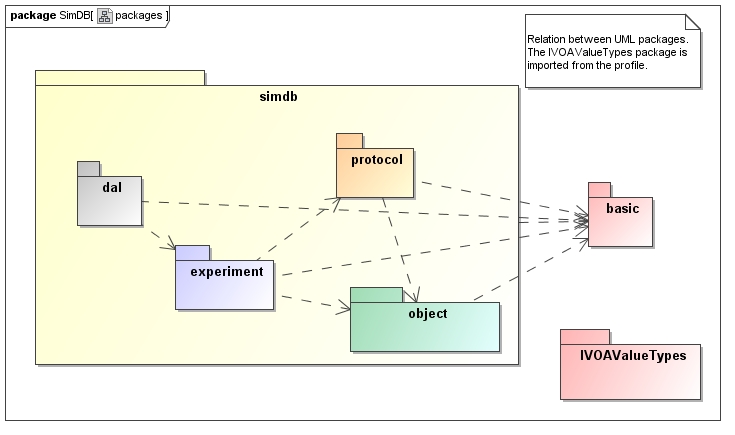 package SimDB[ packages ]
Relation between UML packages.
The IVOAValueTypes package is
imported from the profile.
simdb
protocol
dal
basic
experiment
object
IVOAValueTypes